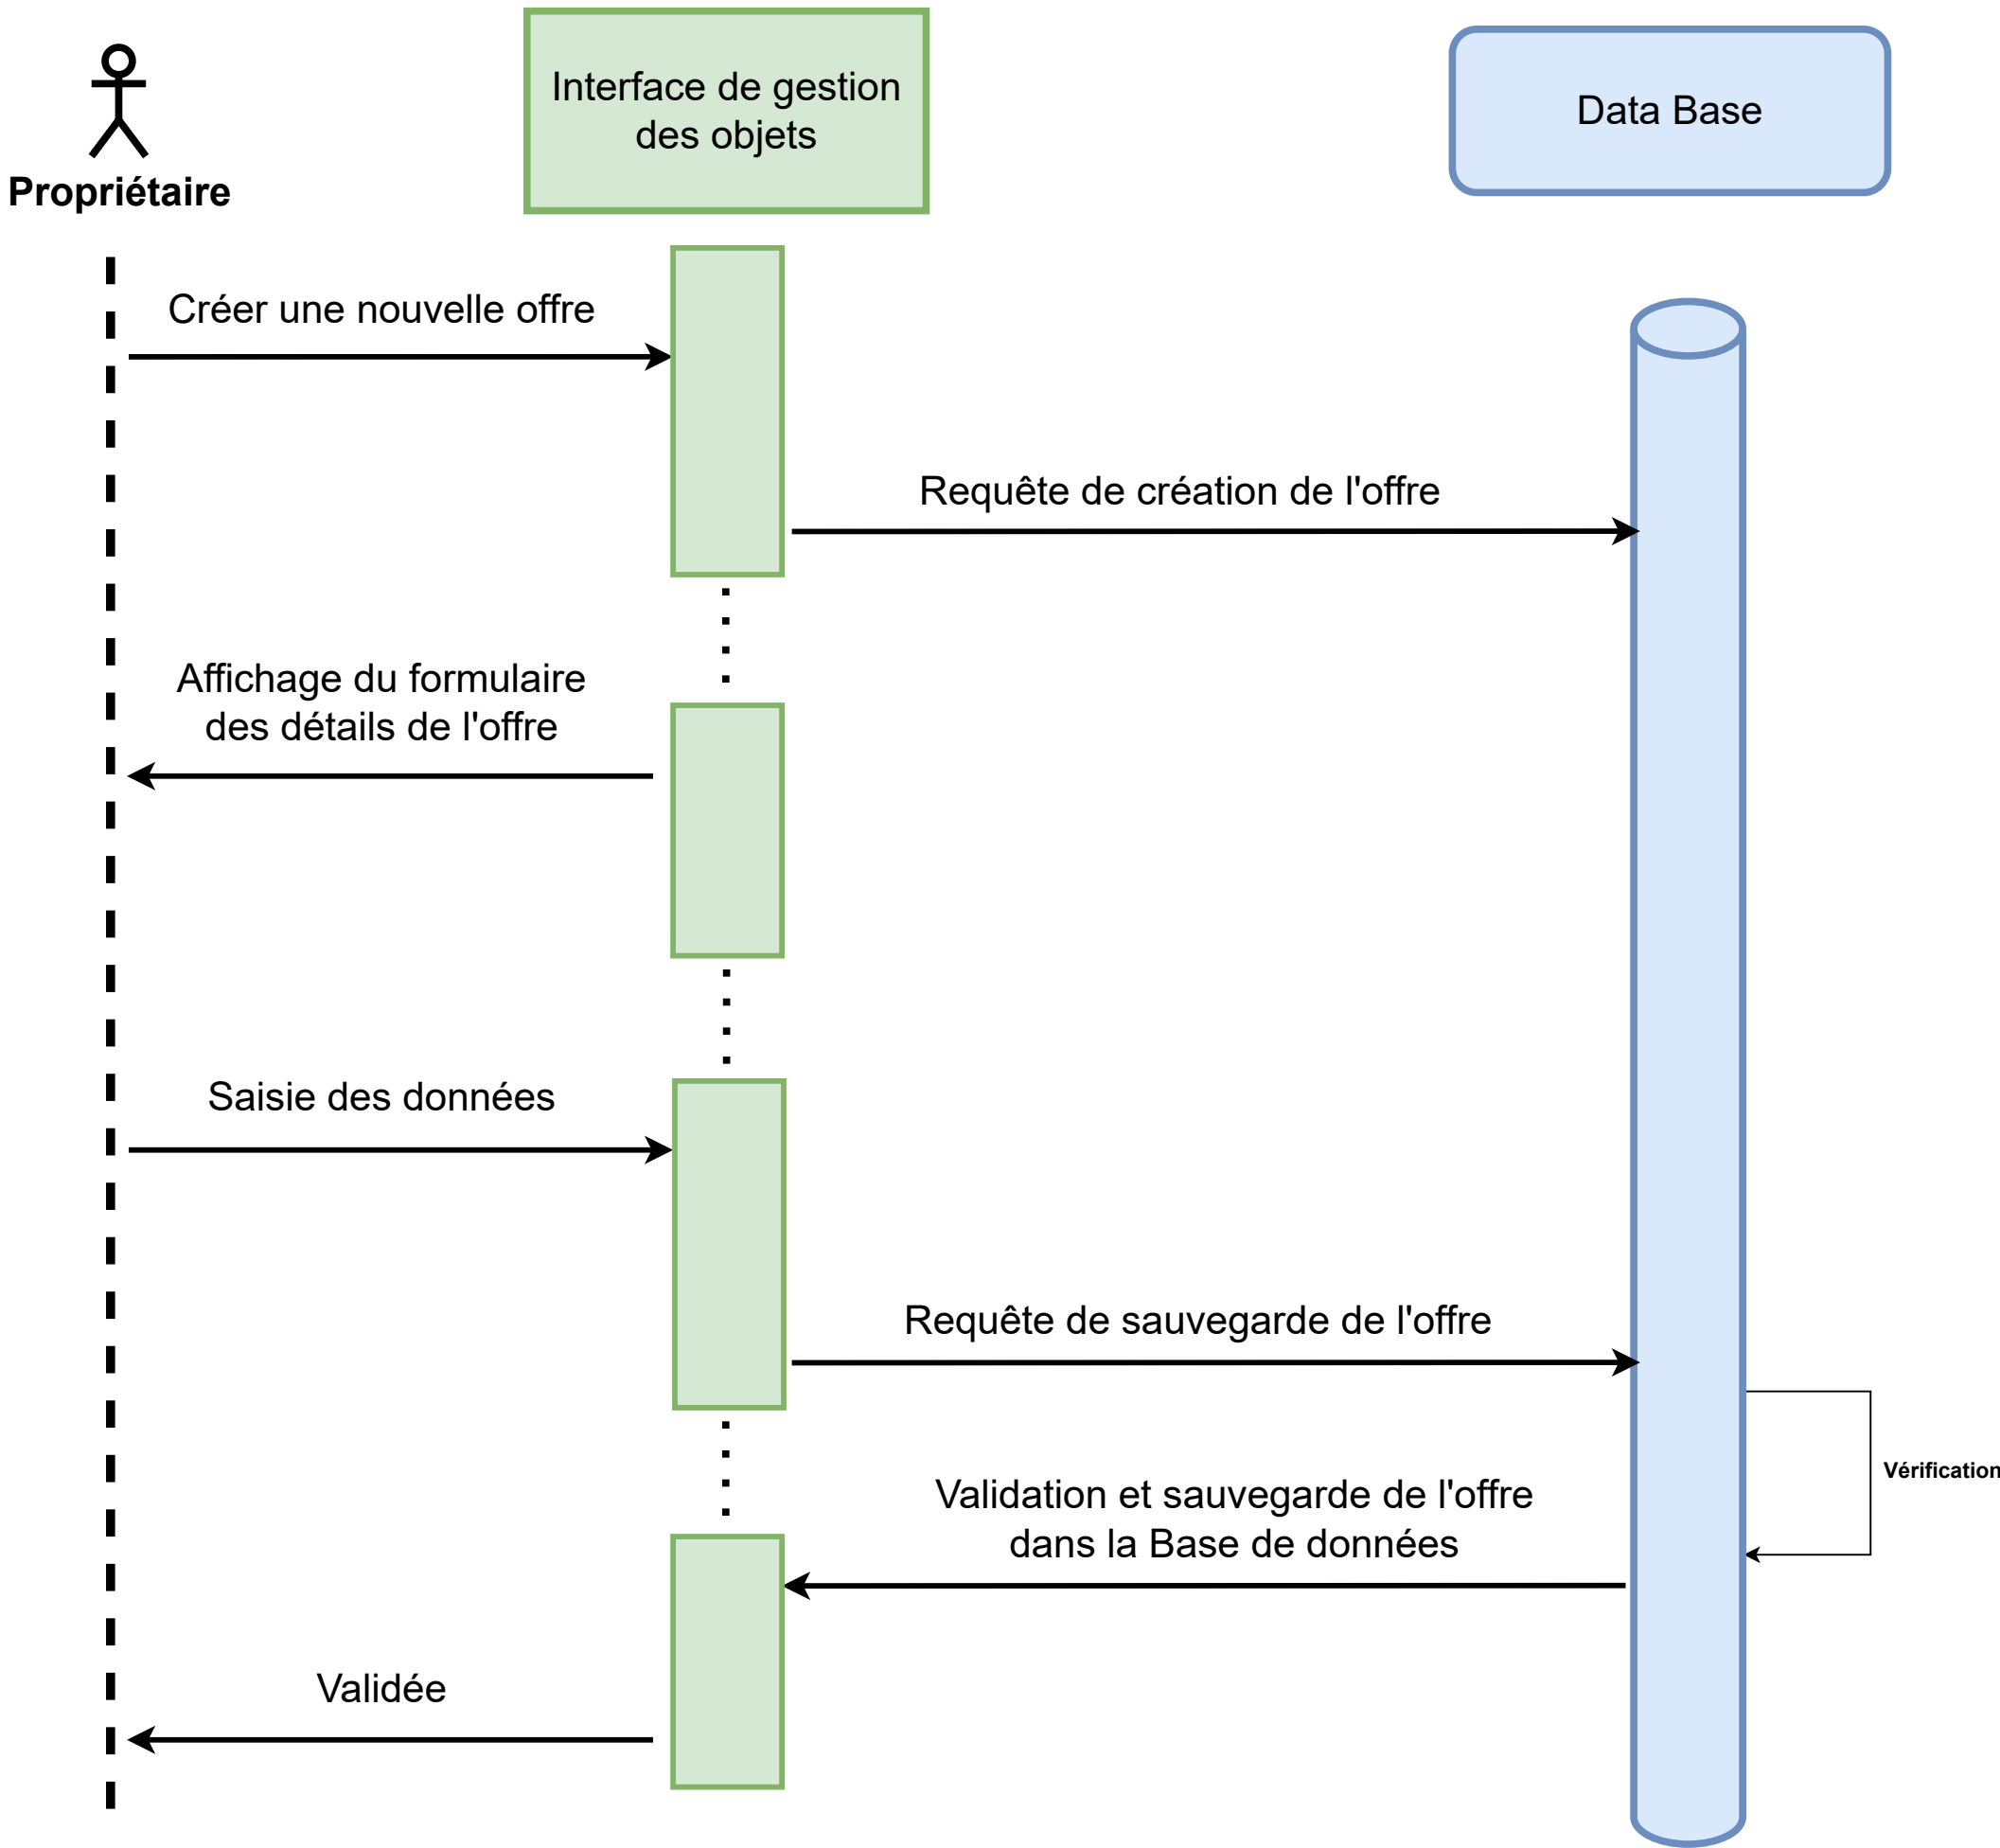 Propriétaire
Interface de gestion
des objets
Data Base
Créer une nouvelle offre
Requête de création de l'offre
Affichage du formulaire
des détails de l'offre
Saisie des données
Requête de sauvegarde de l'offre
Vérification
Validation et sauvegarde de l'offre
dans la Base de données
Validée